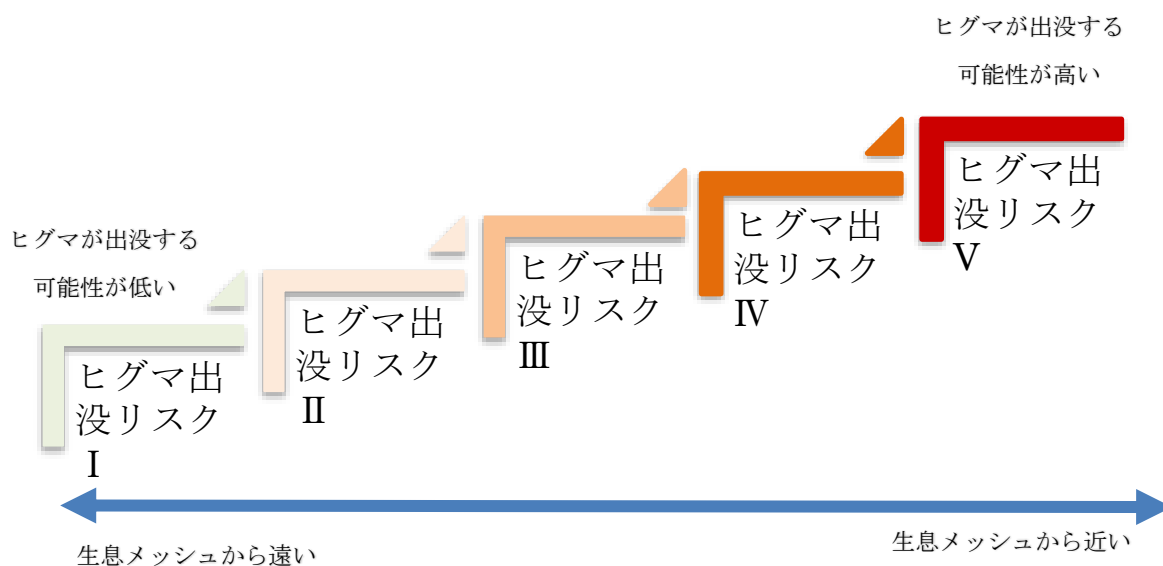 ヒグマが出没する
可能性が高い
ヒグマ出
没リスク
Ⅴ
ヒグマ出
没リスク
Ⅳ
ヒグマ出
没リスク
Ⅲ
ヒグマ出
没リスク
Ⅱ
ヒグマが出没する
可能性が低い
ヒグマ出
没リスク
Ⅰ
生息メッシュから遠い
生息メッシュから近い